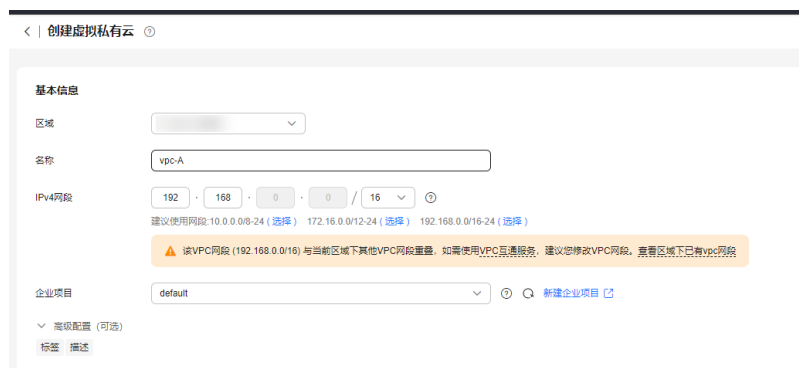 创建虚拟私有云
基本信息
区域
名称 vpc-A
IPv4网段 192 · 168 · 0 · 0 / 16
建议使用网段:10.0.0.0/8-24 (选择) 172.16.0.0/12-24 (选择) 192.168.0.0/16-24 (选择)
该VPC网段 (192.168.0.0/16) 与当前区域下其他VPC网段重叠，如需使用VPC互通服务，建议您修改VPC网段。查看区域下已有vpc网段
企业项目 default 新建企业项目
高级配置（可选）
标签 描述